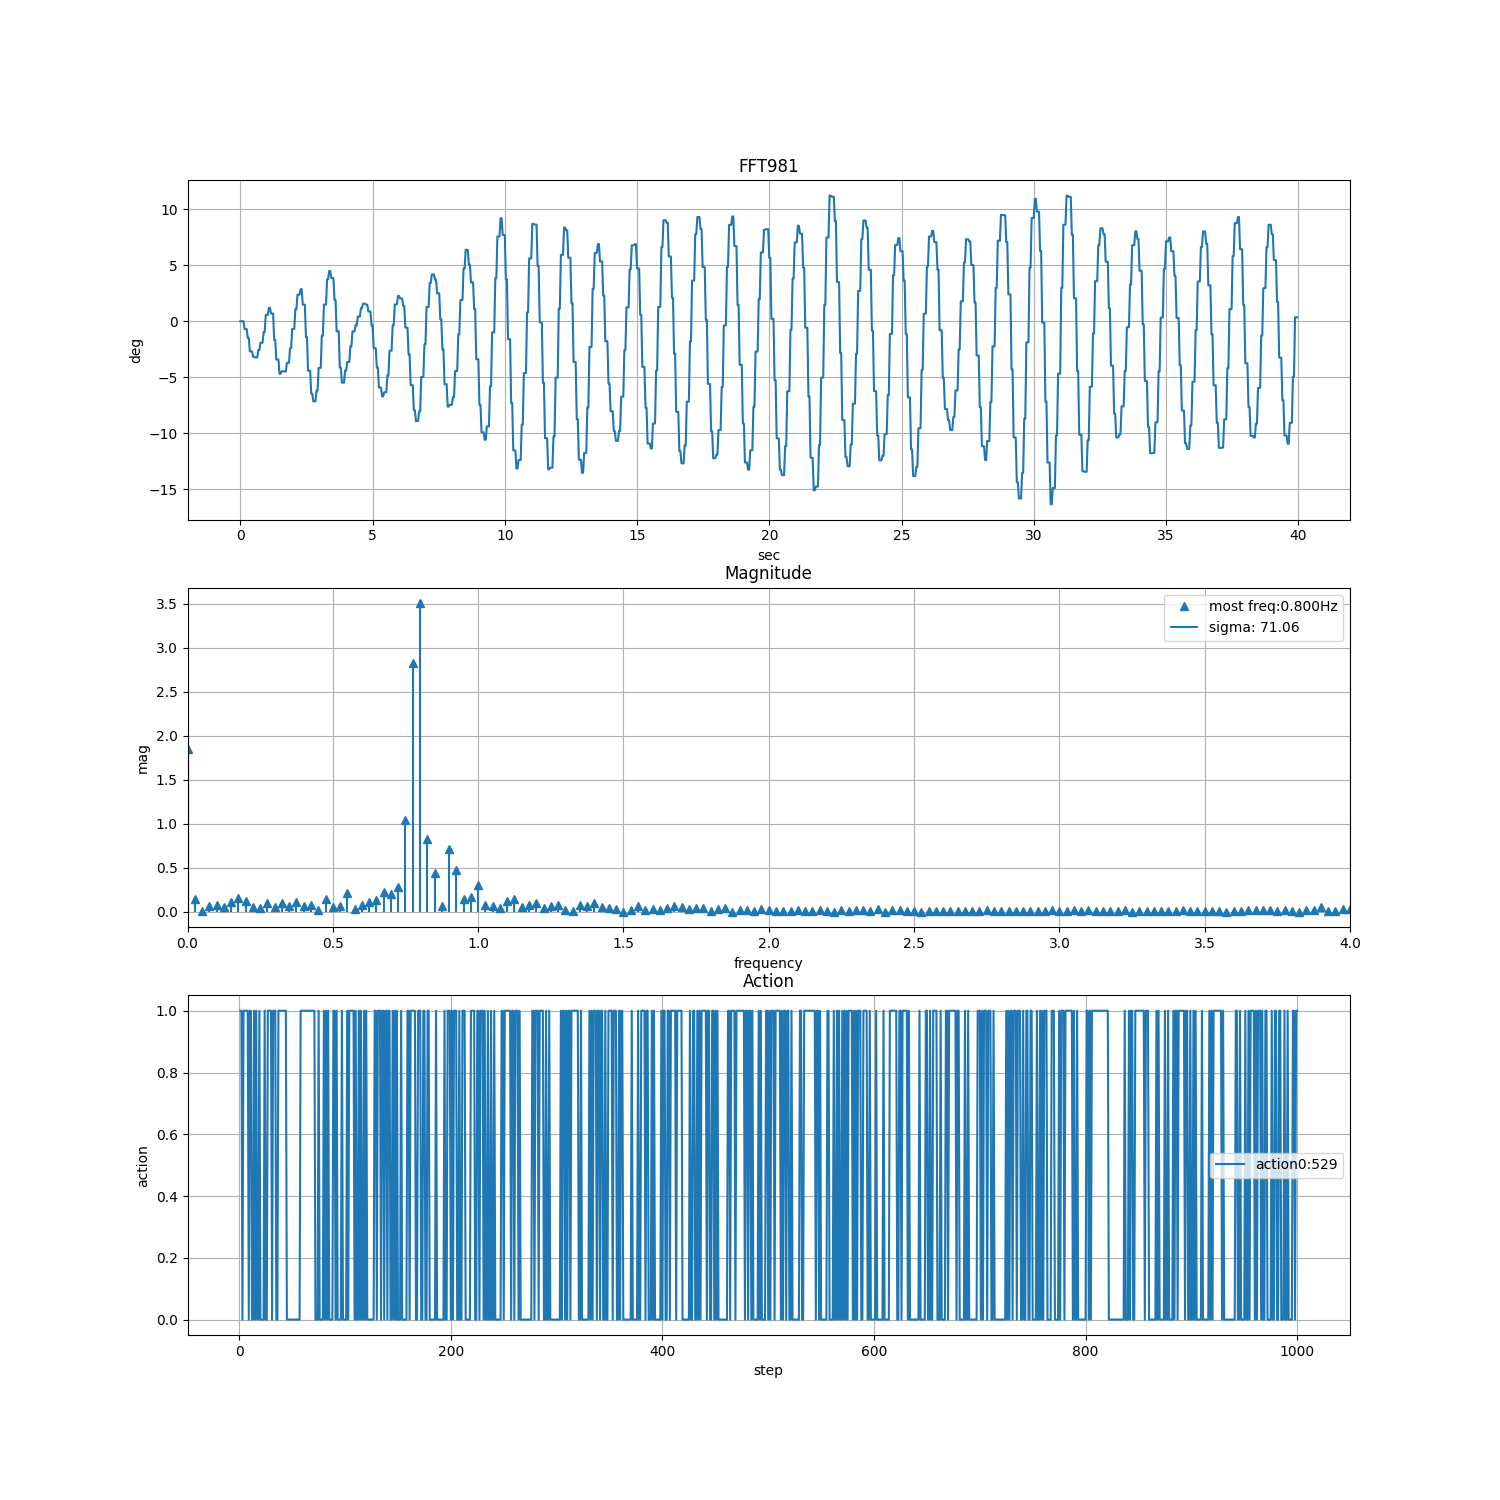 FFT981
10
5
0
−5
−10
−15
deg
0 5 10 15 20 25 30 35 40
sec
Magnitude
3.5
3.0
2.5
2.0
1.5
1.0
0.5
0.0
mag
most freq:0.800Hz
sigma: 71.06
0.0 0.5 1.0 1.5 2.0 2.5 3.0 3.5 4.0
frequency
Action
1.0
0.8
0.6
0.4
0.2
0.0
action
action0:529
0 200 400 600 800 1000
step